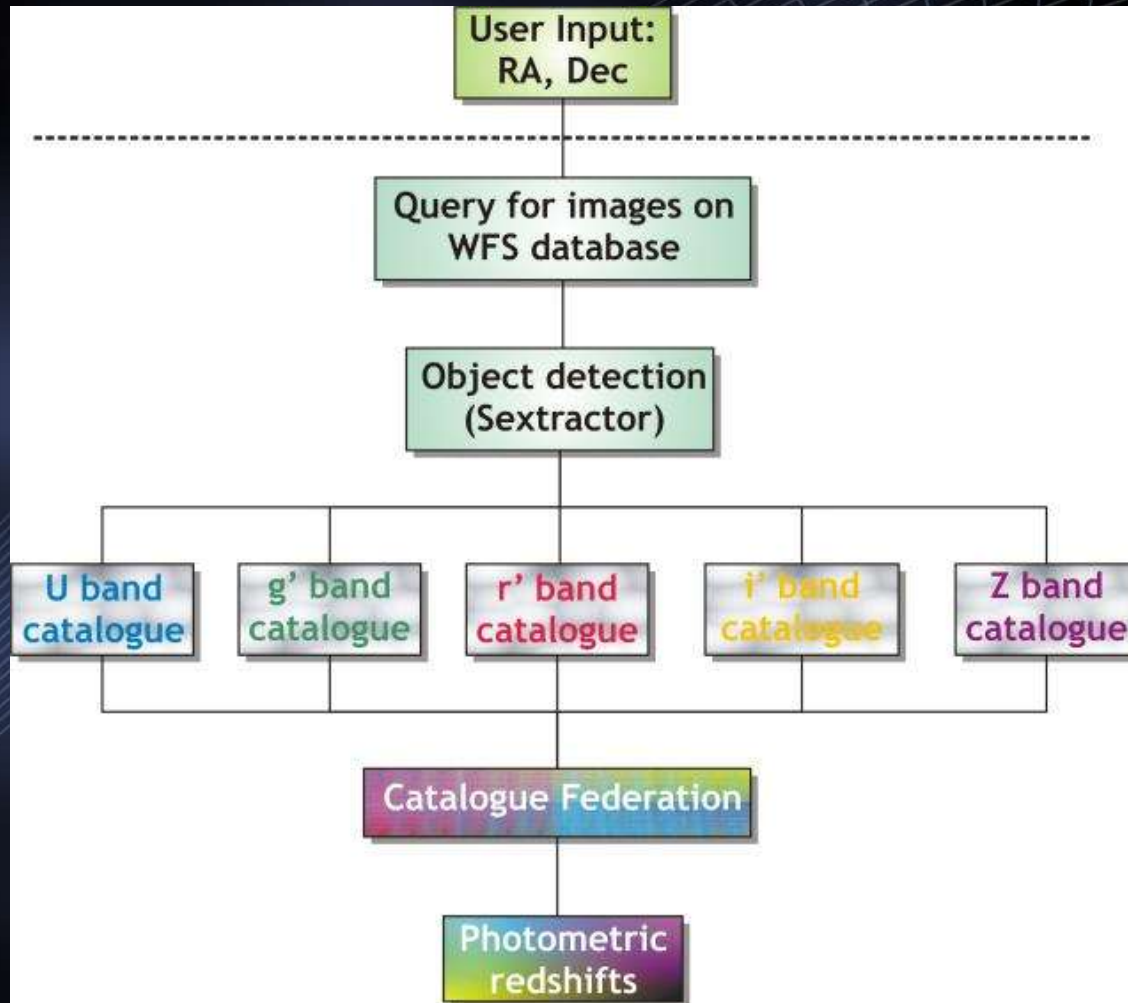 User Input:
RA, Dec
Query for images on
WFS database
Object detection
(Sextractor)
U band
catalogue
g’ band
catalogue
r’ band
catalogue
i’ band
catalogue
Z band
catalogue
Catalogue Federation
Photometric
redshifts